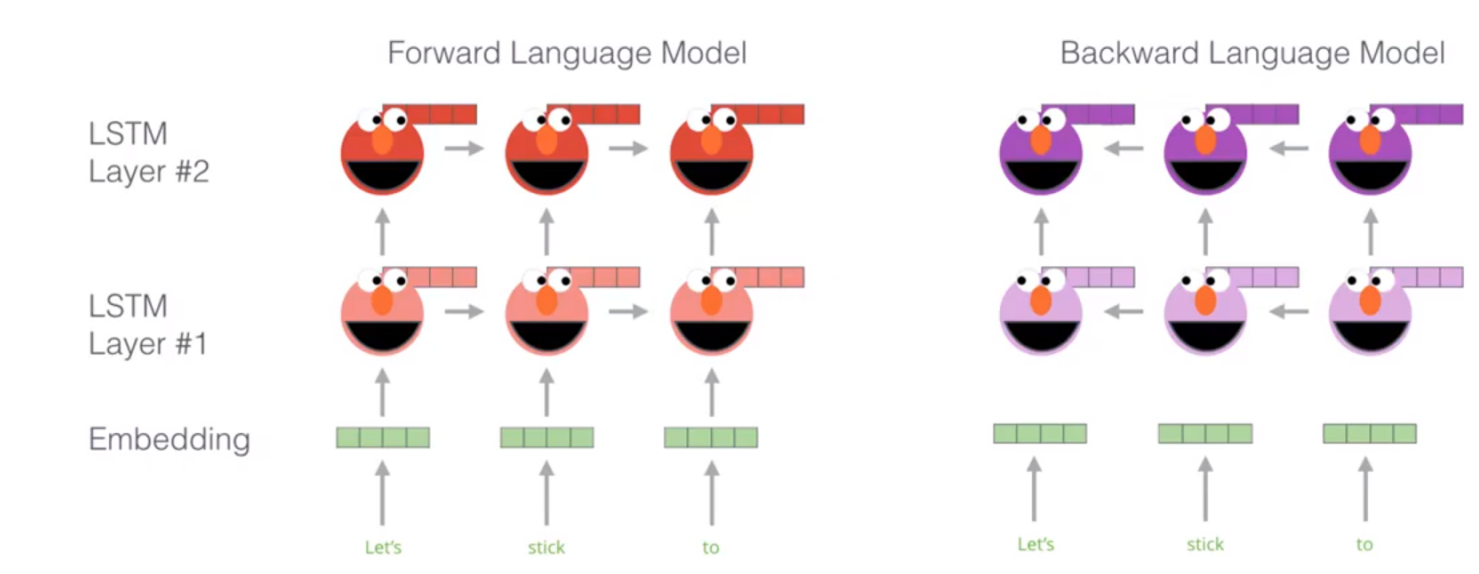 Forward Language Model
Backward Language Model
LSTM
Layer #2
LSTM
Layer #1
Embedding
Let's
stick
to
Let's
stick
to